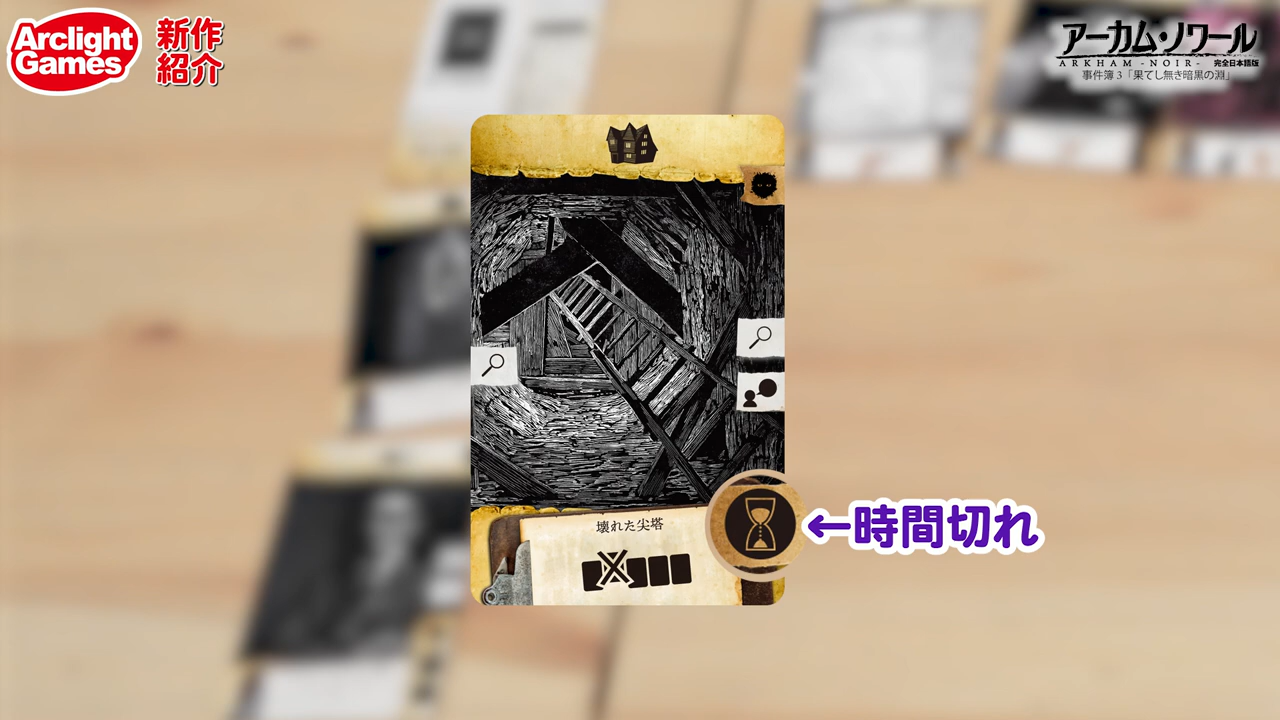 Arclight
Games
新作
紹介
アーカム・ノワール
ARKHAM -NOIR- 完全日本語版
事件簿3「果てし無き暗黒の淵」
壊れた尖塔
←時間切れ